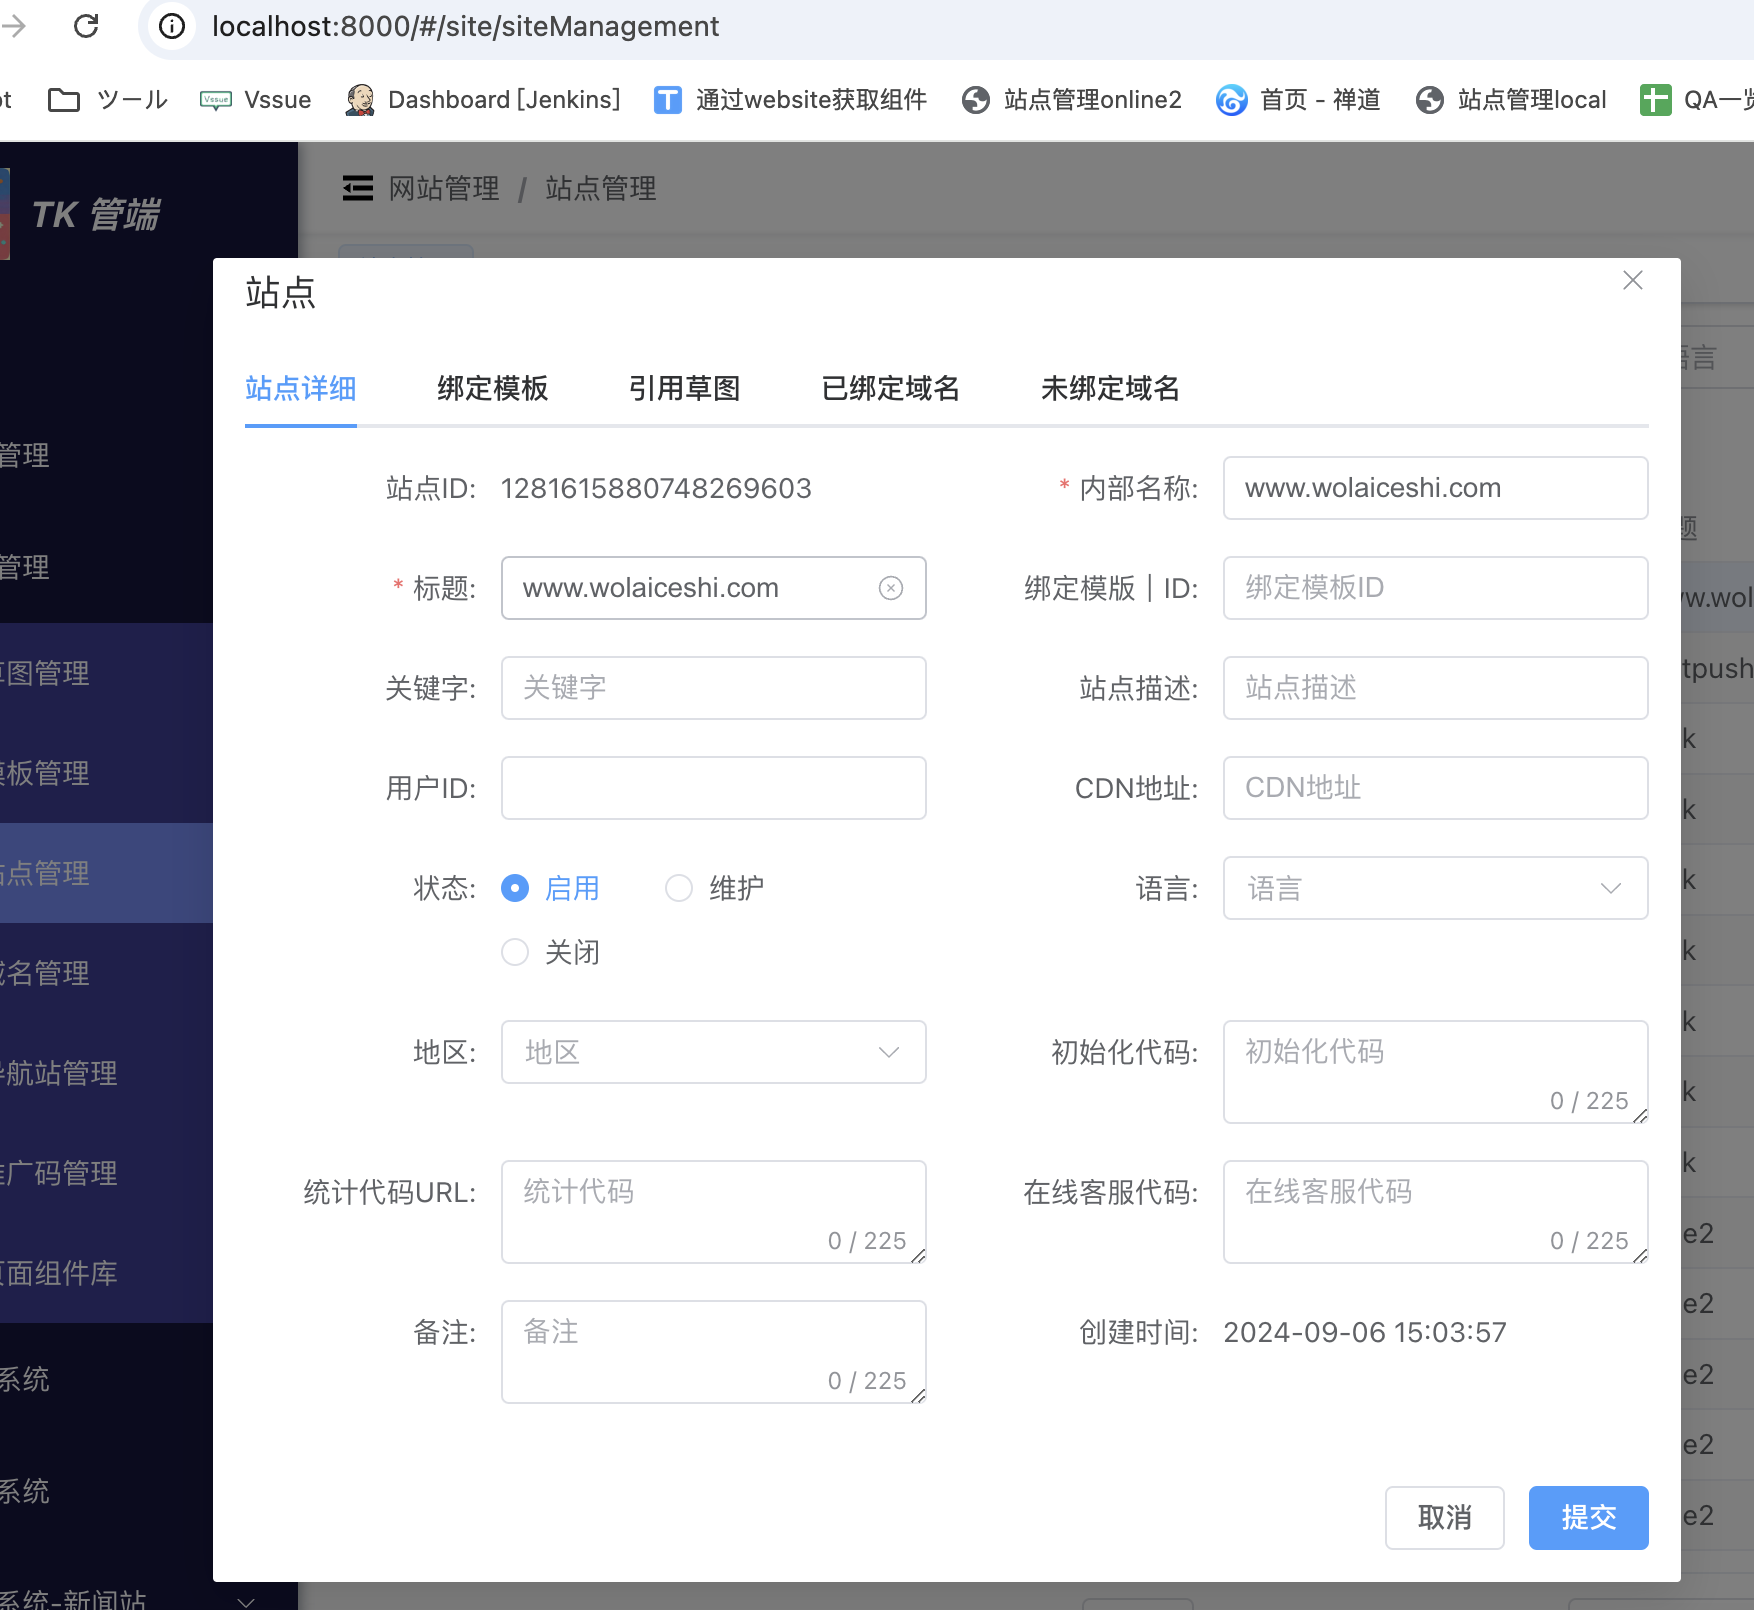 localhost:8000/#/site/siteManagement
ツール
Vssue
Dashboard [Jenkins]
通过website获取组件
站点管理online2
首页 - 禅道
站点管理local
QA一览
TK 管端
网站管理 / 站点管理
站点
站点详细
绑定模板
引用草图
已绑定域名
未绑定域名
站点ID: 1281615880748269603
* 内部名称: www.wolaiceshi.com
* 标题: www.wolaiceshi.com
绑定模版｜ID: 绑定模板ID
关键字: 关键字
站点描述: 站点描述
用户ID:
CDN地址: CDN地址
状态: 启用 维护
关闭
语言: 语言
地区: 地区
初始化代码: 初始化代码
0 / 225
统计代码URL: 统计代码
0 / 225
在线客服代码: 在线客服代码
0 / 225
备注: 备注
0 / 225
创建时间: 2024-09-06 15:03:57
取消
提交
管理
管理
草图管理
模板管理
站点管理
域名管理
导航站管理
推广码管理
页面组件库
系统
系统
系统-新闻站
语言
题
tpush
k
k
k
k
k
k
k
e2
e2
e2
e2
e2